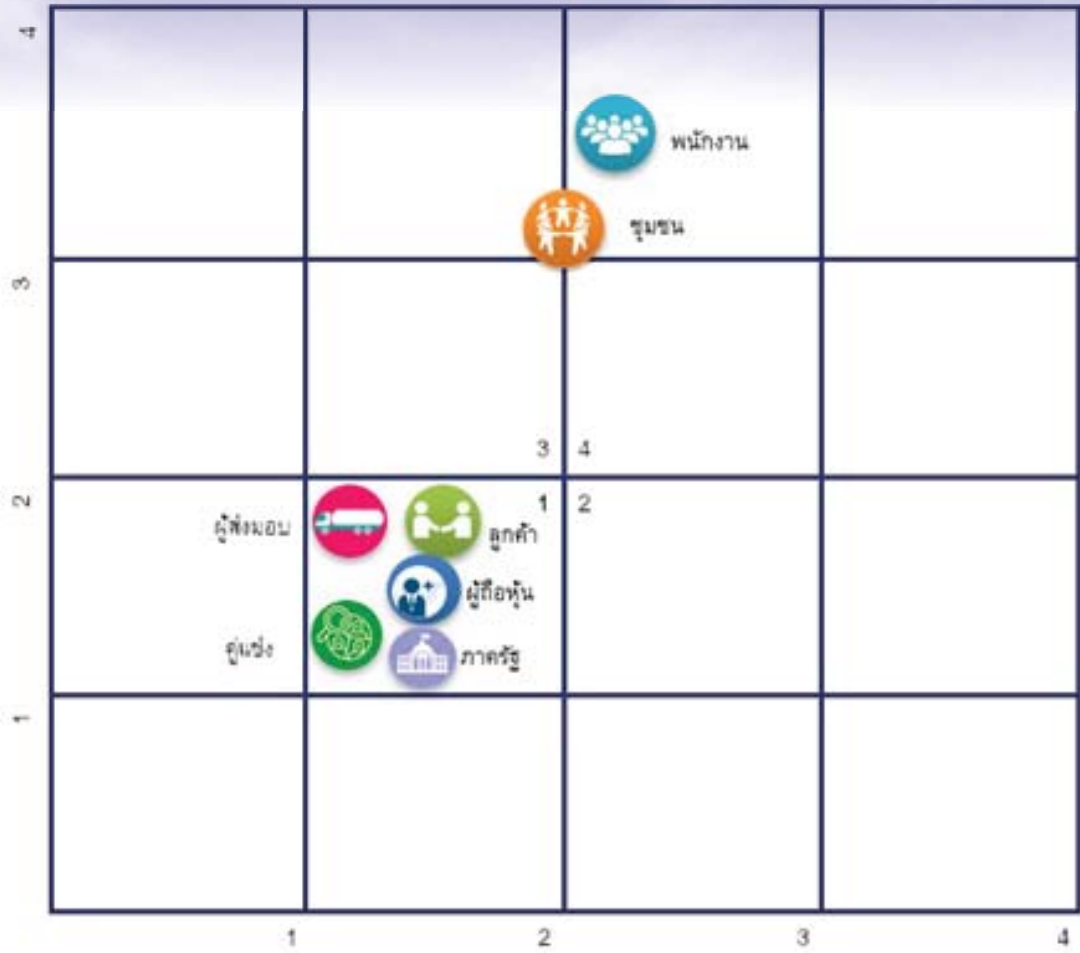 4
พนักงาน
ชุมชน
3
3 4
2
1 2
ผู้ส่งมอบ
ลูกค้า
ผู้ถือหุ้น
คู่แข่ง
ภาครัฐ
1
1 2 3 4